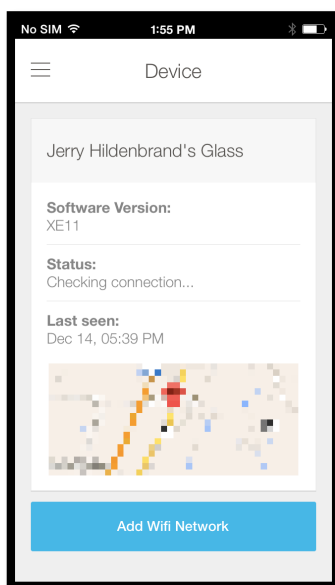 No SIM 1:55 PM
Device
Jerry Hildenbrand's Glass
Software Version:
XE11
Status:
Checking connection...
Last seen:
Dec 14, 05:39 PM
Add Wifi Network